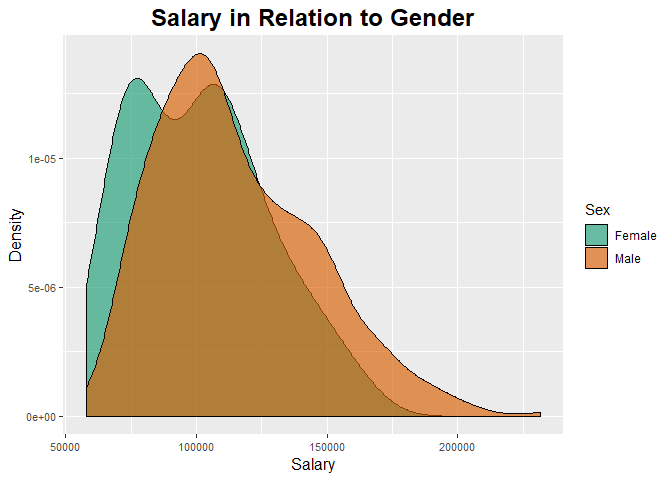 Salary in Relation to Gender
Density
1e-05
5e-06
0e+00
50000 100000 150000 200000
Salary
Sex
Female
Male